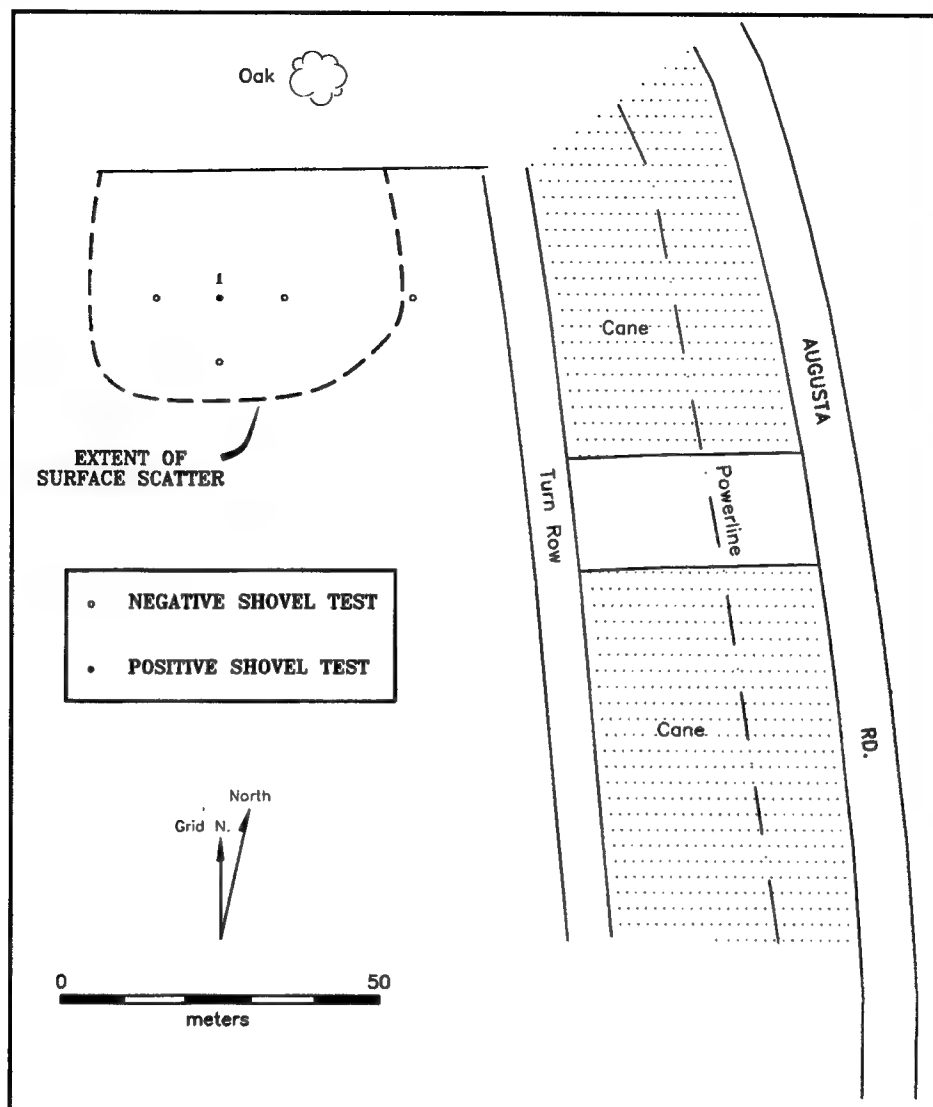 Oak
1
Cane
AUGUSTA
EXTENT OF
SURFACE SCATTER
Turn Row
Powerline
NEGATIVE SHOVEL TEST
POSITIVE SHOVEL TEST
Cane
RD.
North
Grid N.
0 50
meters